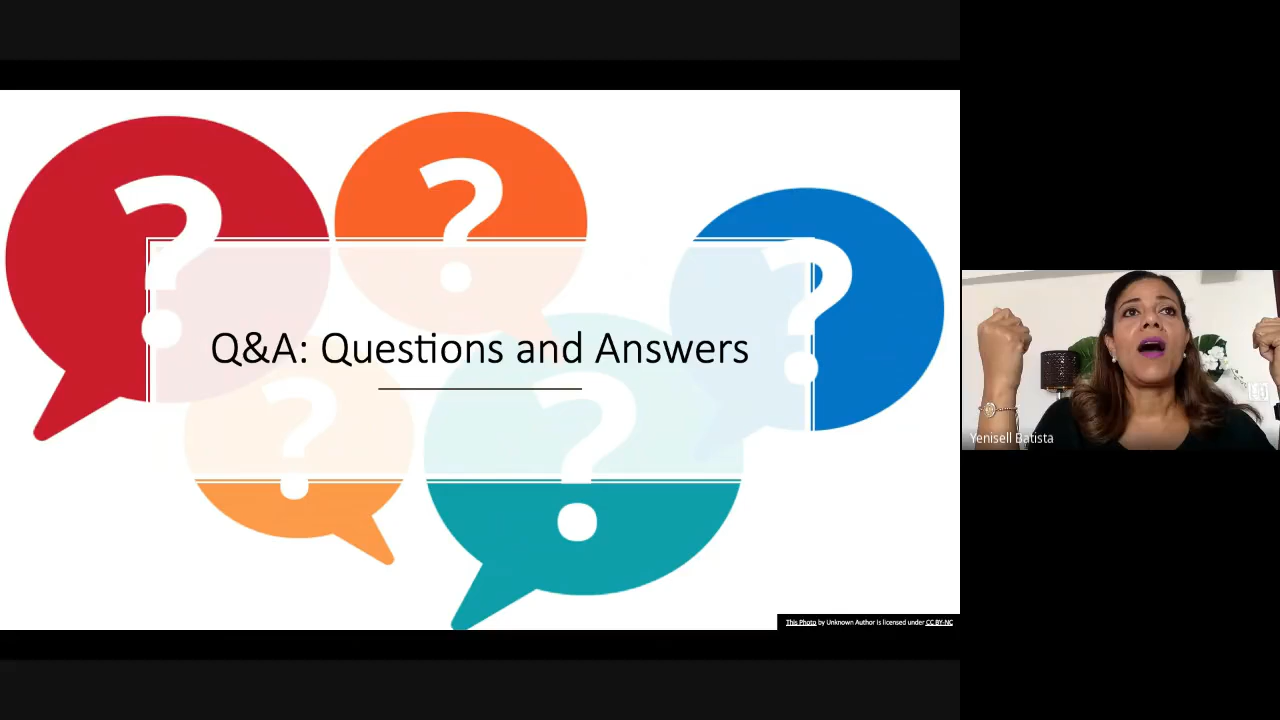 ?
?
?
Q&A: Questions and Answers
?
?
Yenisell Batista
This Photo by Unknown Author is licensed under CC BY-NC